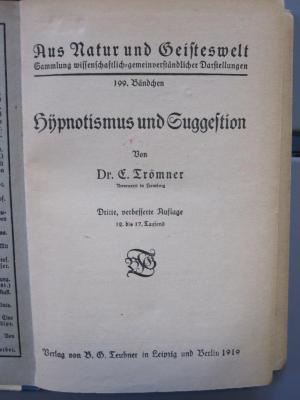 Aus Natur und Geisteswelt
Sammlung wissenschaftlich-gemeinverständlicher Darstellungen
199. Bändchen
Hypnotismus und Suggestion
Von
Dr. E. Trömner
Nervenarzt in Hamburg
Dritte, verbesserte Auflage
12. bis 17. Tausend
Verlag von B. G. Teubner in Leipzig und Berlin 1919